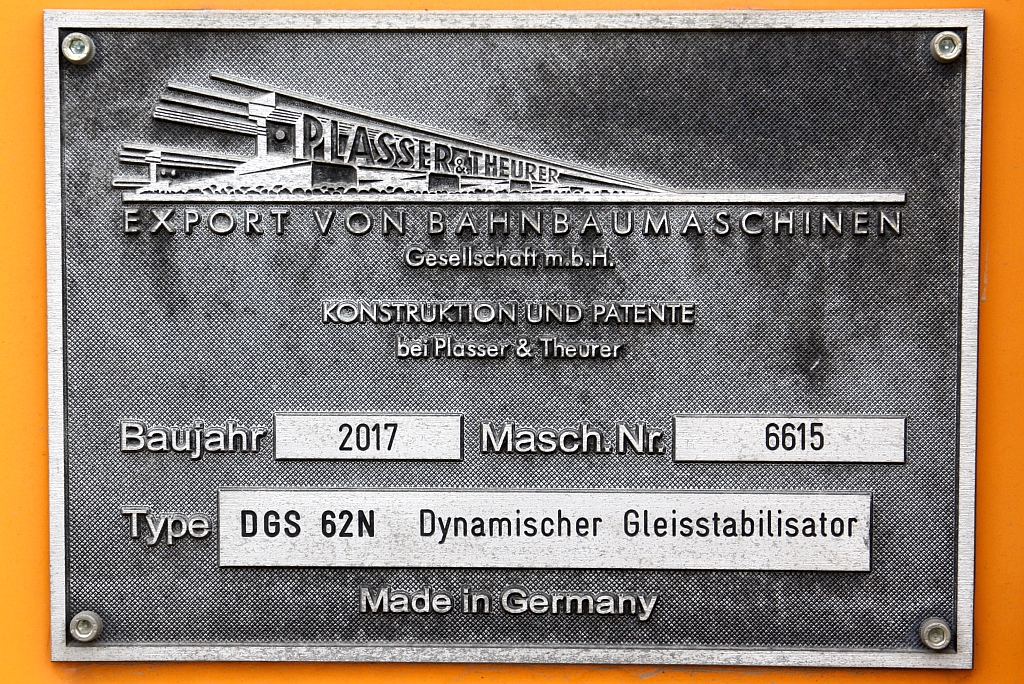 PLASSER & THEURER
EXPORT VON BAHNBAUMASCHINEN
Gesellschaft m.b.H.
KONSTRUKTION UND PATENTE
bei Plasser & Theurer
Baujahr 2017 Masch.Nr. 6615
Type DGS 62N Dynamischer Gleisstabilisator
Made in Germany